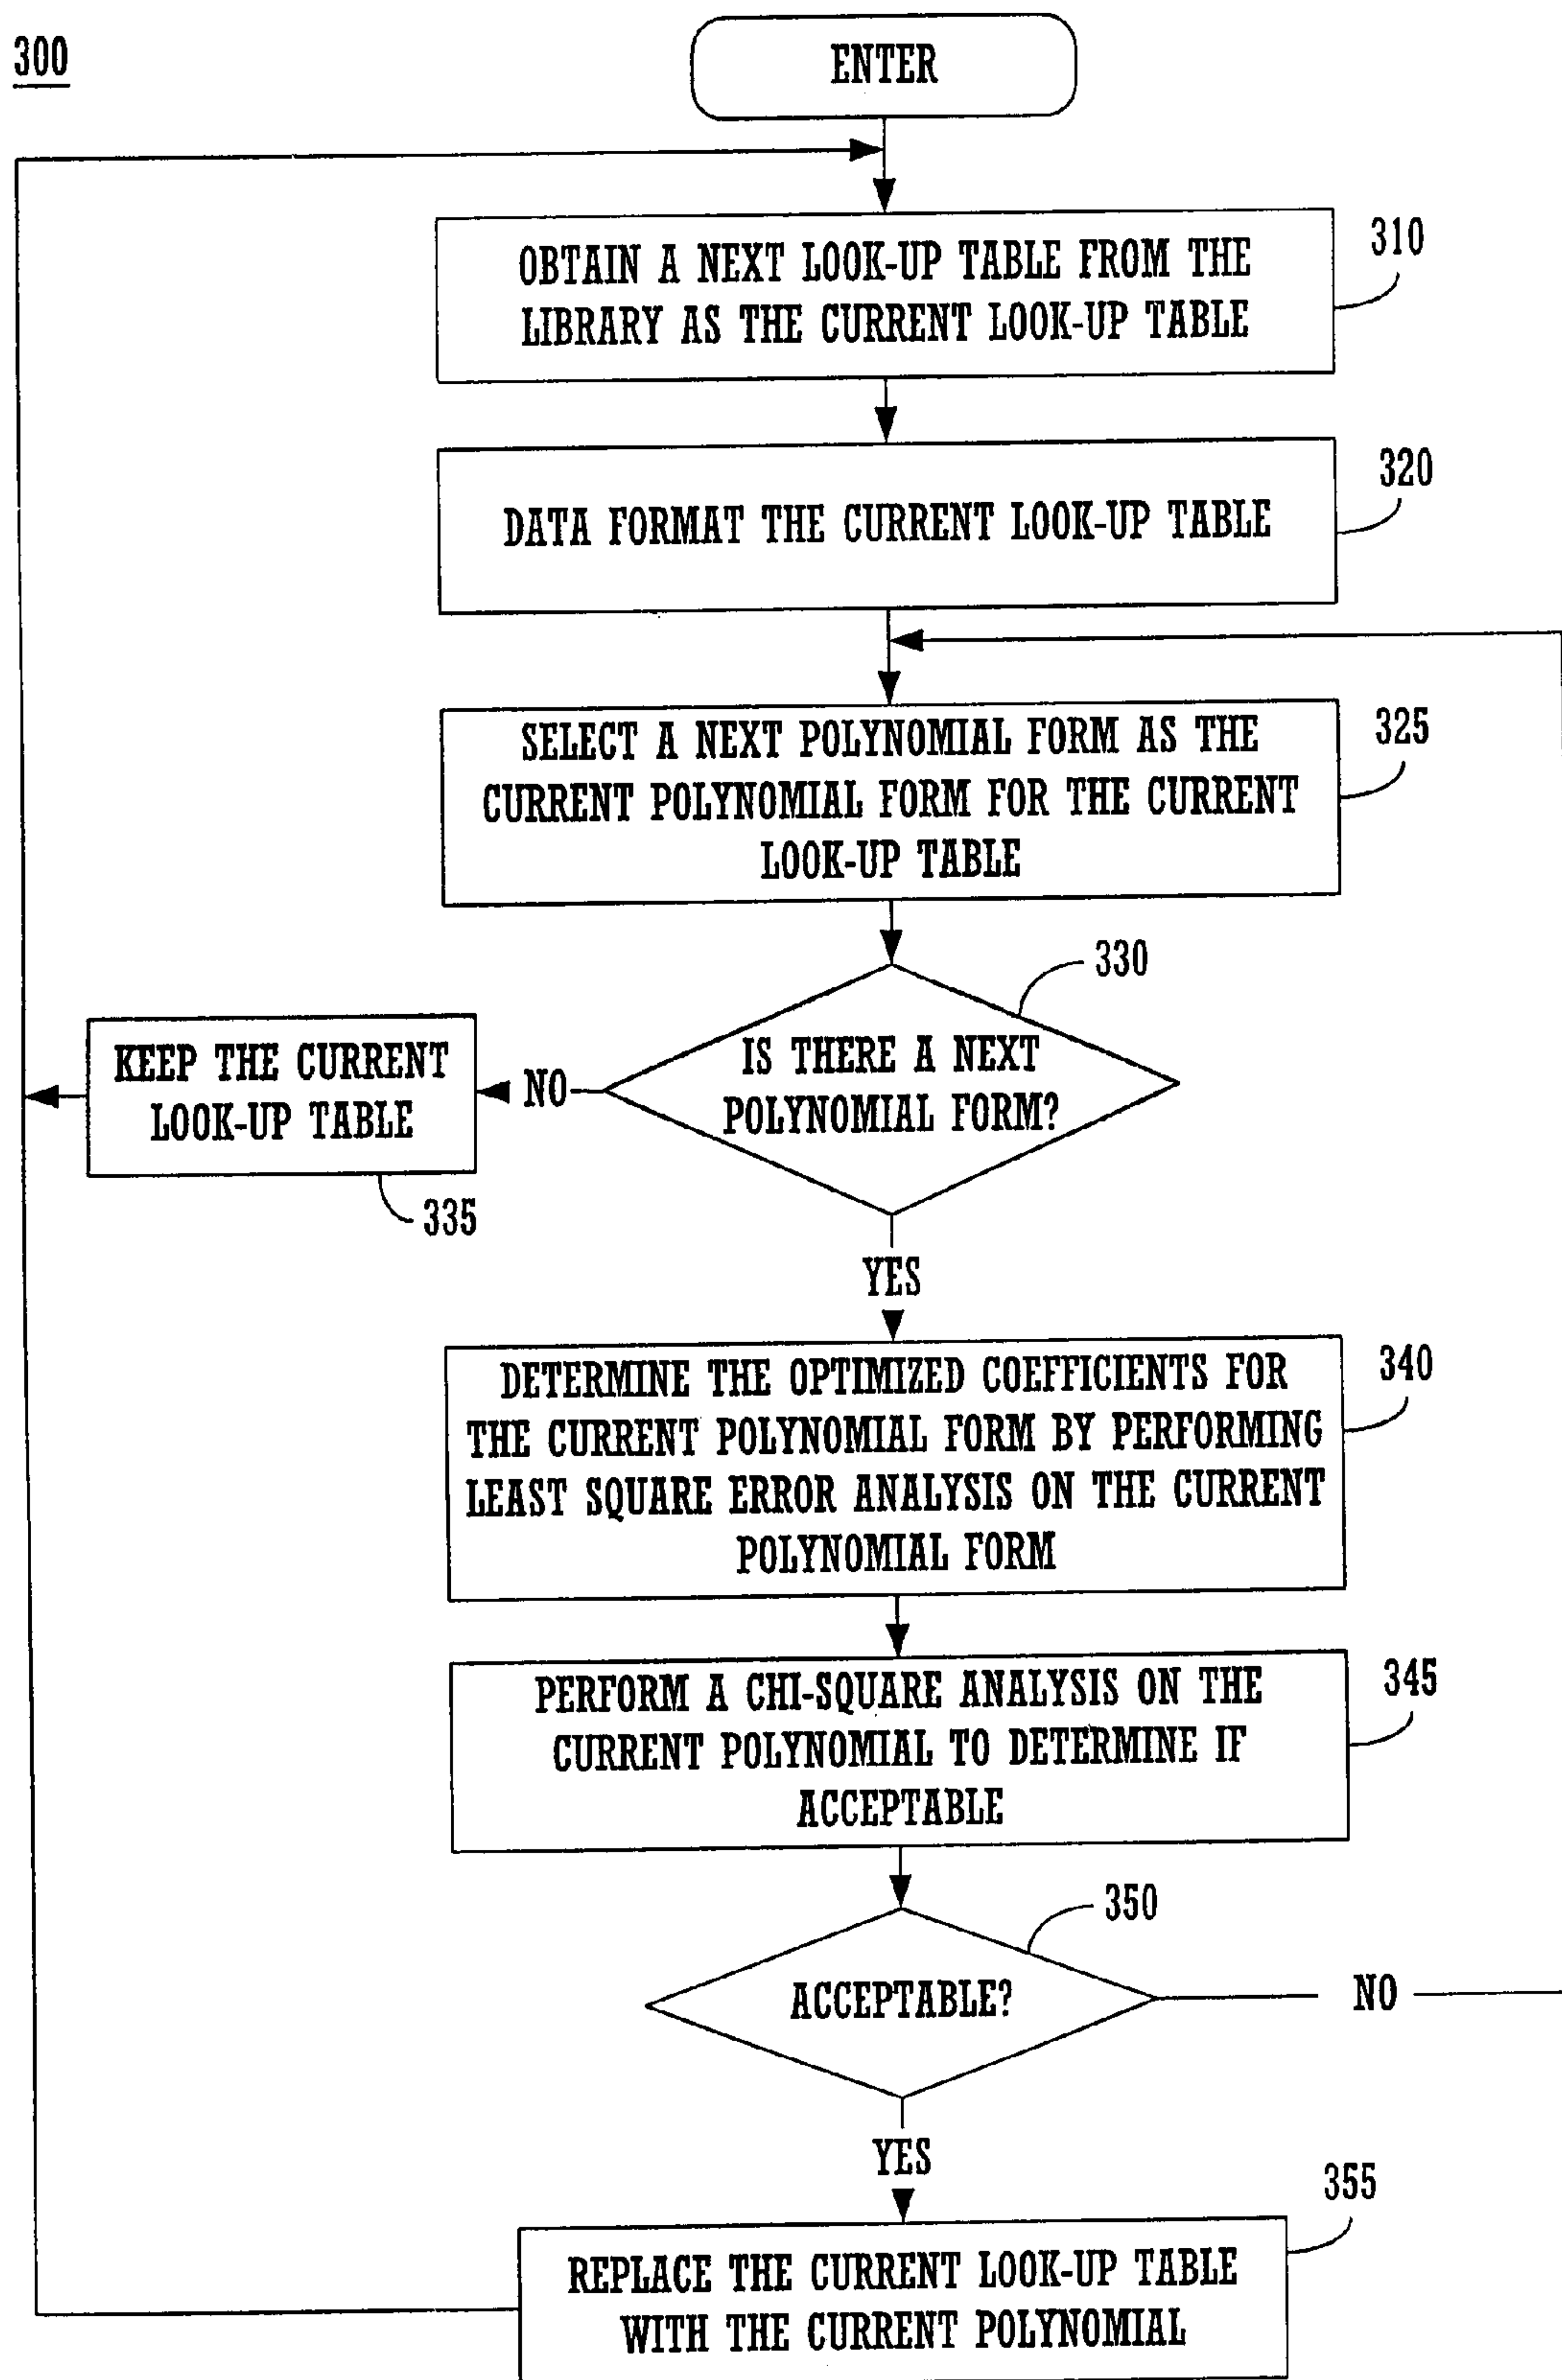 300
ENTER
OBTAIN A NEXT LOOK-UP TABLE FROM THE
LIBRARY AS THE CURRENT LOOK-UP TABLE
310
DATA FORMAT THE CURRENT LOOK-UP TABLE
320
SELECT A NEXT POLYNOMIAL FORM AS THE
CURRENT POLYNOMIAL FORM FOR THE CURRENT
LOOK-UP TABLE
325
330
IS THERE A NEXT
POLYNOMIAL FORM?
NO
KEEP THE CURRENT
LOOK-UP TABLE
335
YES
DETERMINE THE OPTIMIZED COEFFICIENTS FOR
THE CURRENT POLYNOMIAL FORM BY PERFORMING
LEAST SQUARE ERROR ANALYSIS ON THE CURRENT
POLYNOMIAL FORM
340
PERFORM A CHI-SQUARE ANALYSIS ON THE
CURRENT POLYNOMIAL TO DETERMINE IF
ACCEPTABLE
345
350
ACCEPTABLE?
NO
YES
355
REPLACE THE CURRENT LOOK-UP TABLE
WITH THE CURRENT POLYNOMIAL